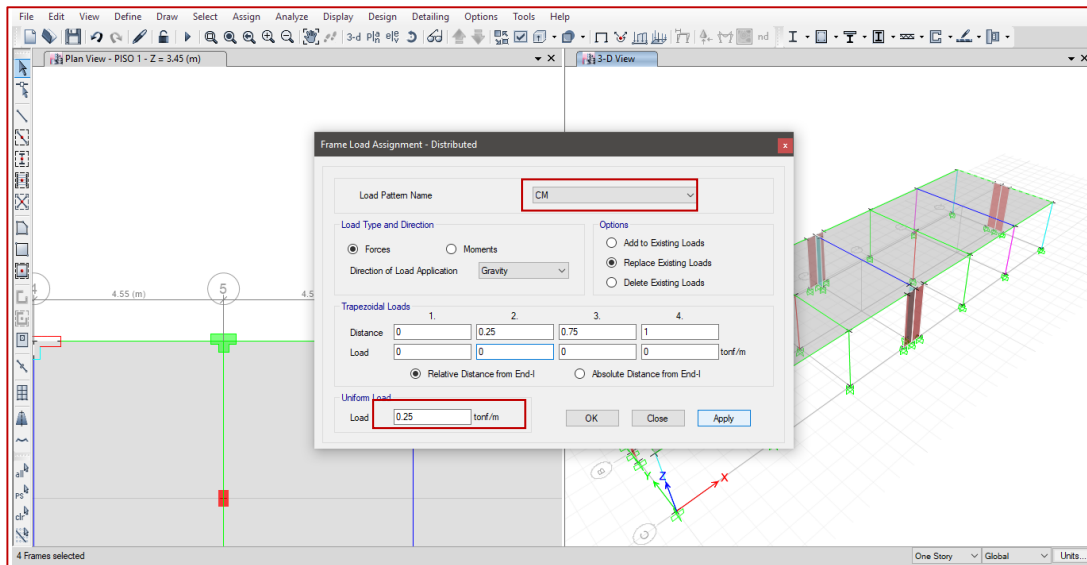 File Edit View Define Draw Select Assign Analyze Display Design Detailing Options Tools Help
3-d Pla ele nd
Plan View - PISO 1 - Z = 3.45 (m)
3-D View
Frame Load Assignment - Distributed
Load Pattern Name CM
Load Type and Direction
Forces Moments
Direction of Load Application Gravity
Options
Add to Existing Loads
Replace Existing Loads
Delete Existing Loads
Trapezoidal Loads
1. 2. 3. 4.
Distance 0 0.25 0.75 1
Load 0 0 0 0 tonf/m
Relative Distance from End-I Absolute Distance from End-I
Uniform Load
Load 0.25 tonf/m
OK Close Apply
4 4.55 (m) 5 4.5
all
ps
clr
B
C
X
Y
Z
4 Frames selected
One Story Global Units...